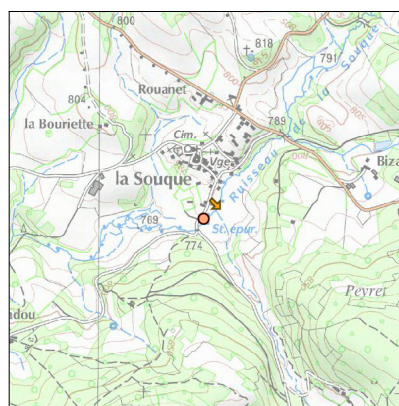 800
818
791
Rouanet
804
la Bouriette
789
Cim.
Vge
Ruisseau de la Souque
Biza
la Souque
769
St. épur.
774
Peyret
adou